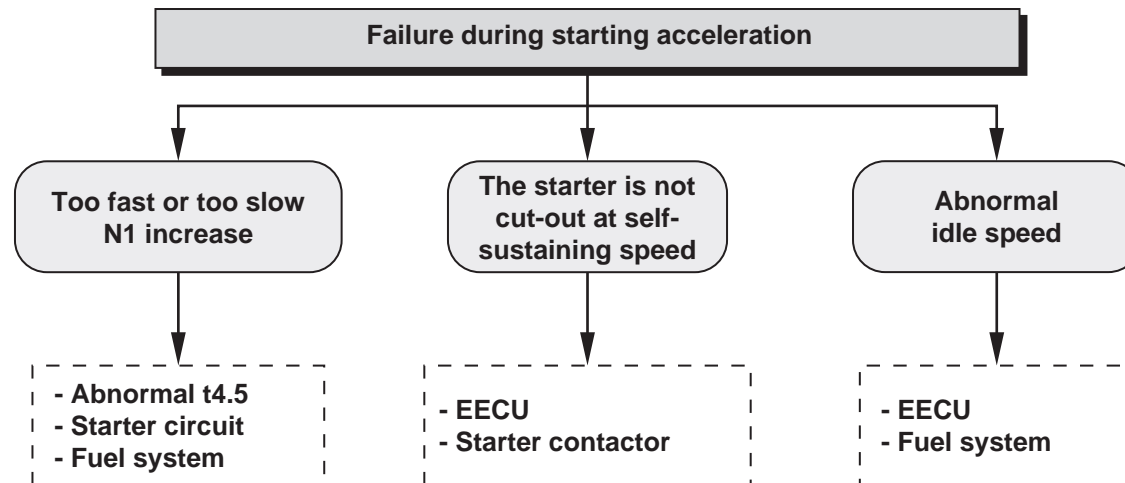 Failure during starting acceleration
Too fast or too slow
N1 increase
The starter is not
cut-out at self-
sustaining speed
Abnormal
idle speed
- Abnormal t4.5
- Starter circuit
- Fuel system
- EECU
- Starter contactor
- EECU
- Fuel system